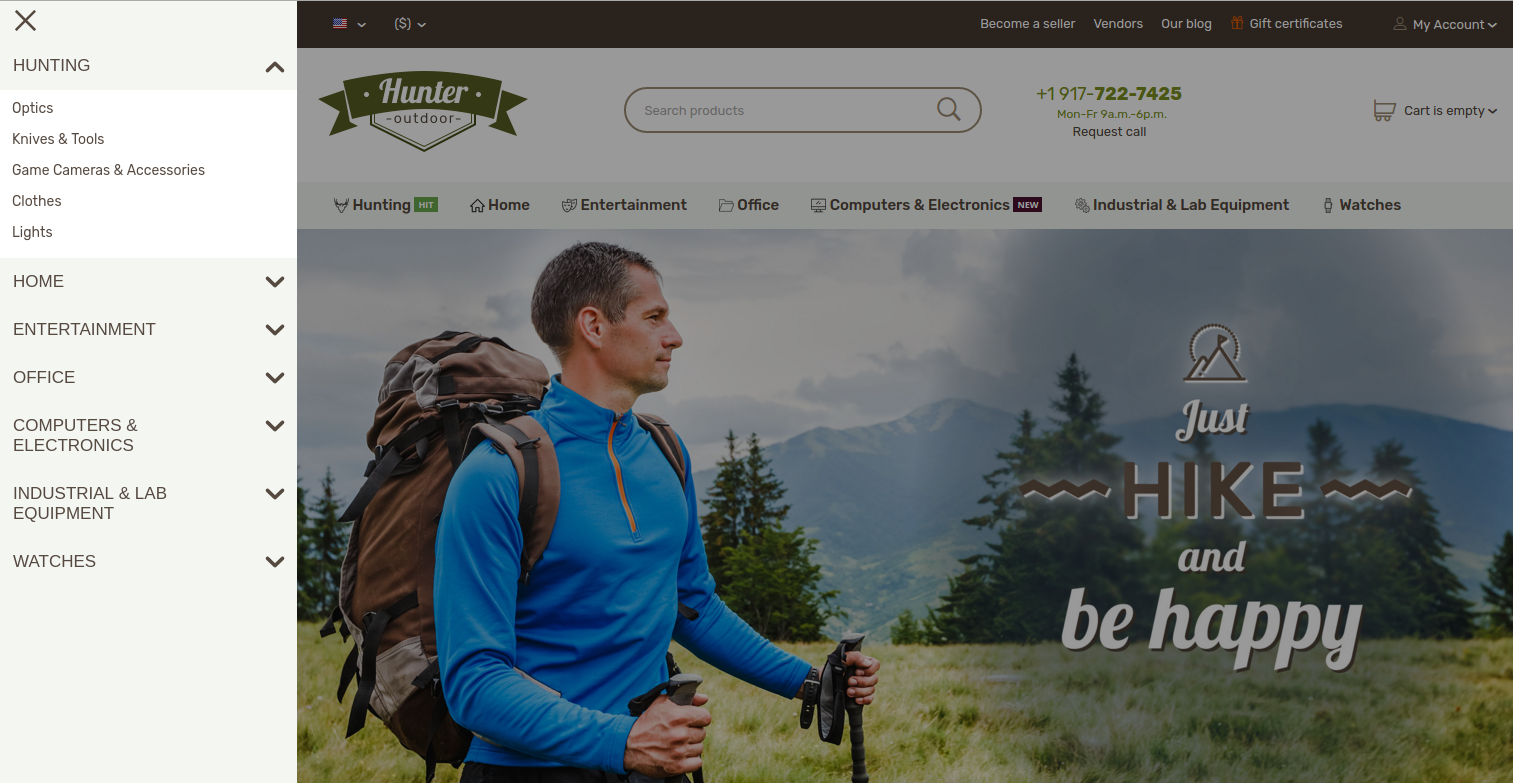 HUNTING
Optics
Knives & Tools
Game Cameras & Accessories
Clothes
Lights
HOME
ENTERTAINMENT
OFFICE
COMPUTERS &
ELECTRONICS
INDUSTRIAL & LAB
EQUIPMENT
WATCHES
($)
Become a seller
Vendors
Our blog
Gift certificates
My Account
Hunter
-outdoor-
Search products
+1 917-722-7425
Mon-Fr 9a.m.-6p.m.
Request call
Cart is empty
Hunting HIT
Home
Entertainment
Office
Computers & Electronics NEW
Industrial & Lab Equipment
Watches
Just
HIKE
and
be happy